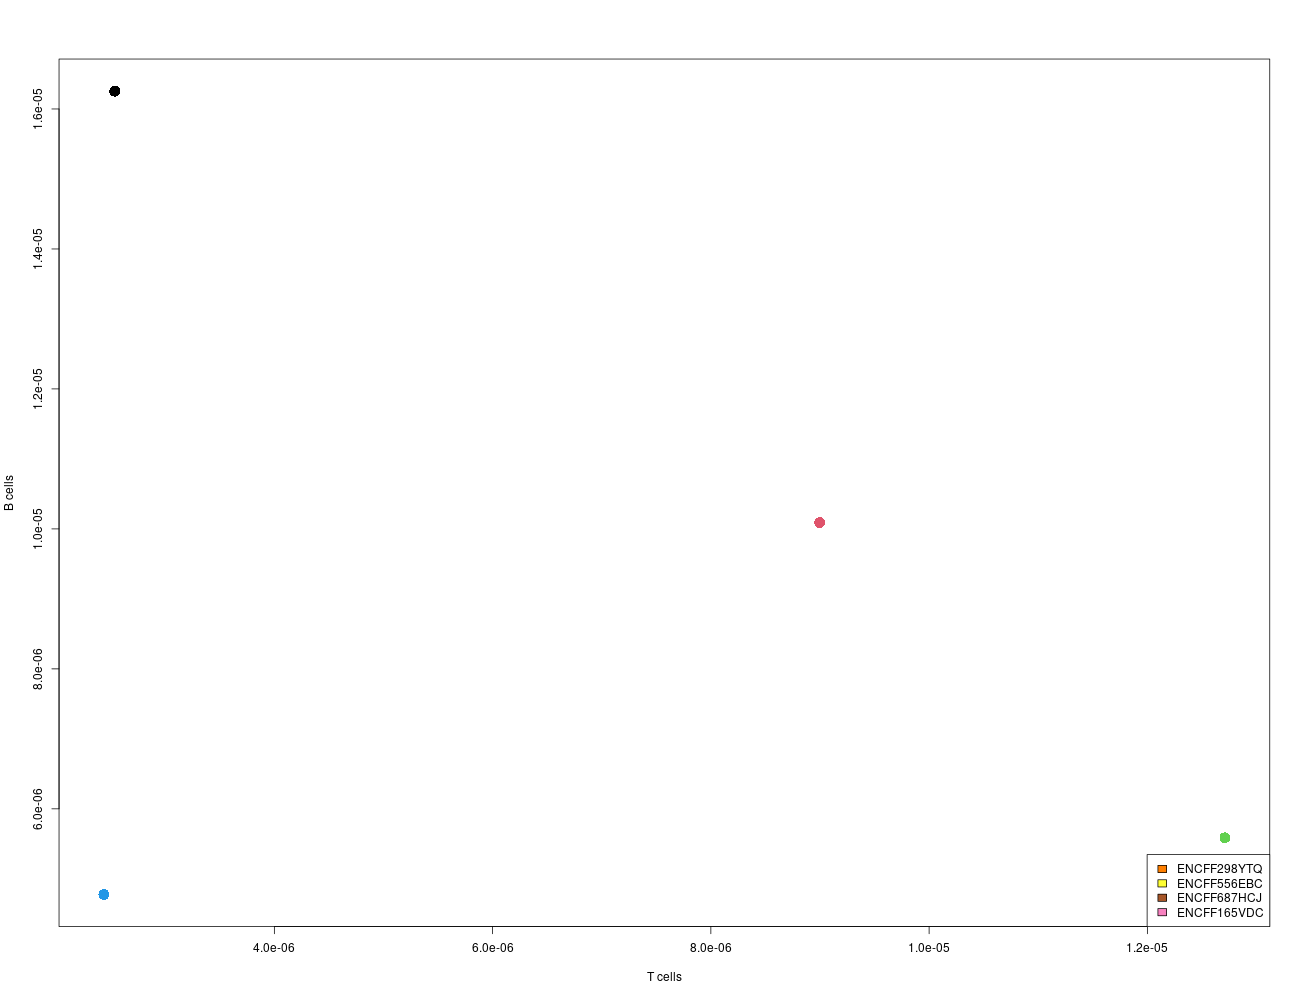 1.6e-05
1.4e-05
1.2e-05
1.0e-05
8.0e-06
6.0e-06
B cells
ENCFF298YTQ
ENCFF556EBC
ENCFF687HCJ
ENCFF165VDC
4.0e-06 6.0e-06 8.0e-06 1.0e-05 1.2e-05
T cells